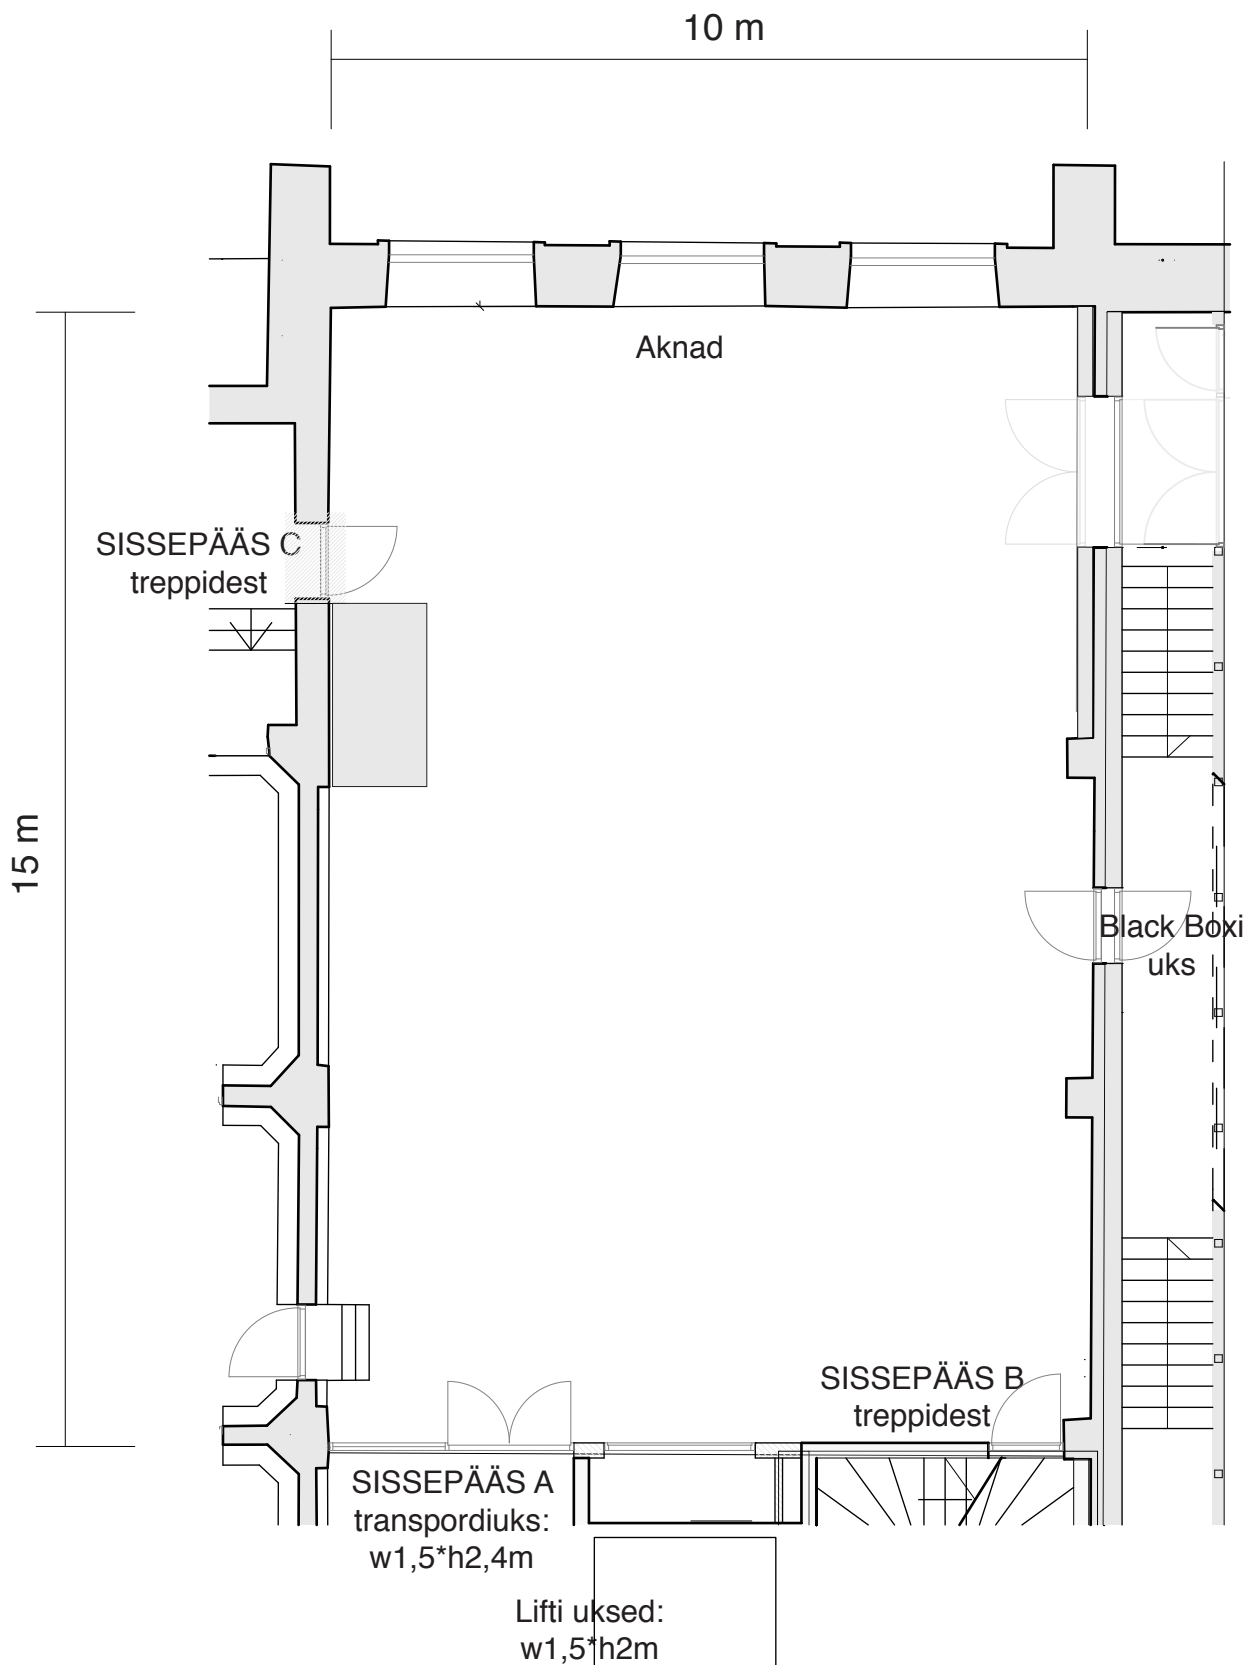 10 m
Aknad
SISSEPÄÄS C
treppidest
15 m
Black Boxi
uks
SISSEPÄÄS B
treppidest
SISSEPÄÄS A
transpordiuks:
w1,5*h2,4m
Lifti uksed:
w1,5*h2m